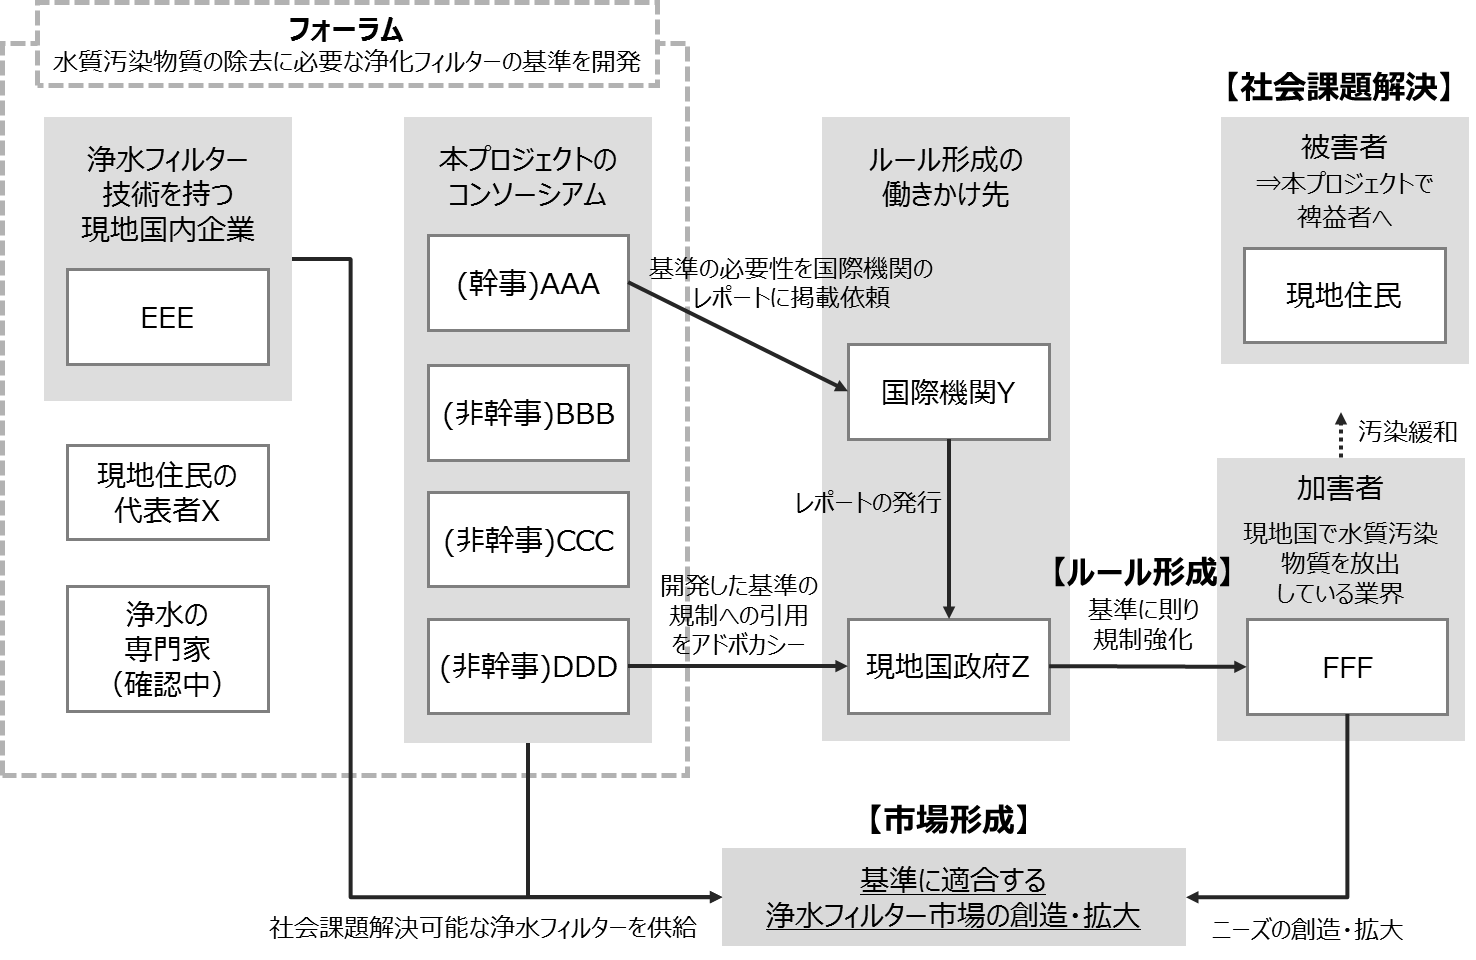 フォーラム
水質汚染物質の除去に必要な浄化フィルターの基準を開発
浄水フィルター
技術を持つ
現地国内企業
EEE
現地住民の
代表者X
浄水の
専門家
（確認中）
本プロジェクトの
コンソーシアム
(幹事)AAA
(非幹事)BBB
(非幹事)CCC
(非幹事)DDD
基準の必要性を国際機関の
レポートに掲載依頼
開発した基準の
規制への引用
をアドボカシー
ルール形成の
働きかけ先
国際機関Y
レポートの発行
現地国政府Z
【ルール形成】
基準に則り
規制強化
【社会課題解決】
被害者
⇒本プロジェクトで
裨益者へ
現地住民
汚染緩和
加害者
現地国で水質汚染
物質を放出
している業界
FFF
【市場形成】
基準に適合する
浄水フィルター市場の創造・拡大
社会課題解決可能な浄水フィルターを供給
ニーズの創造・拡大